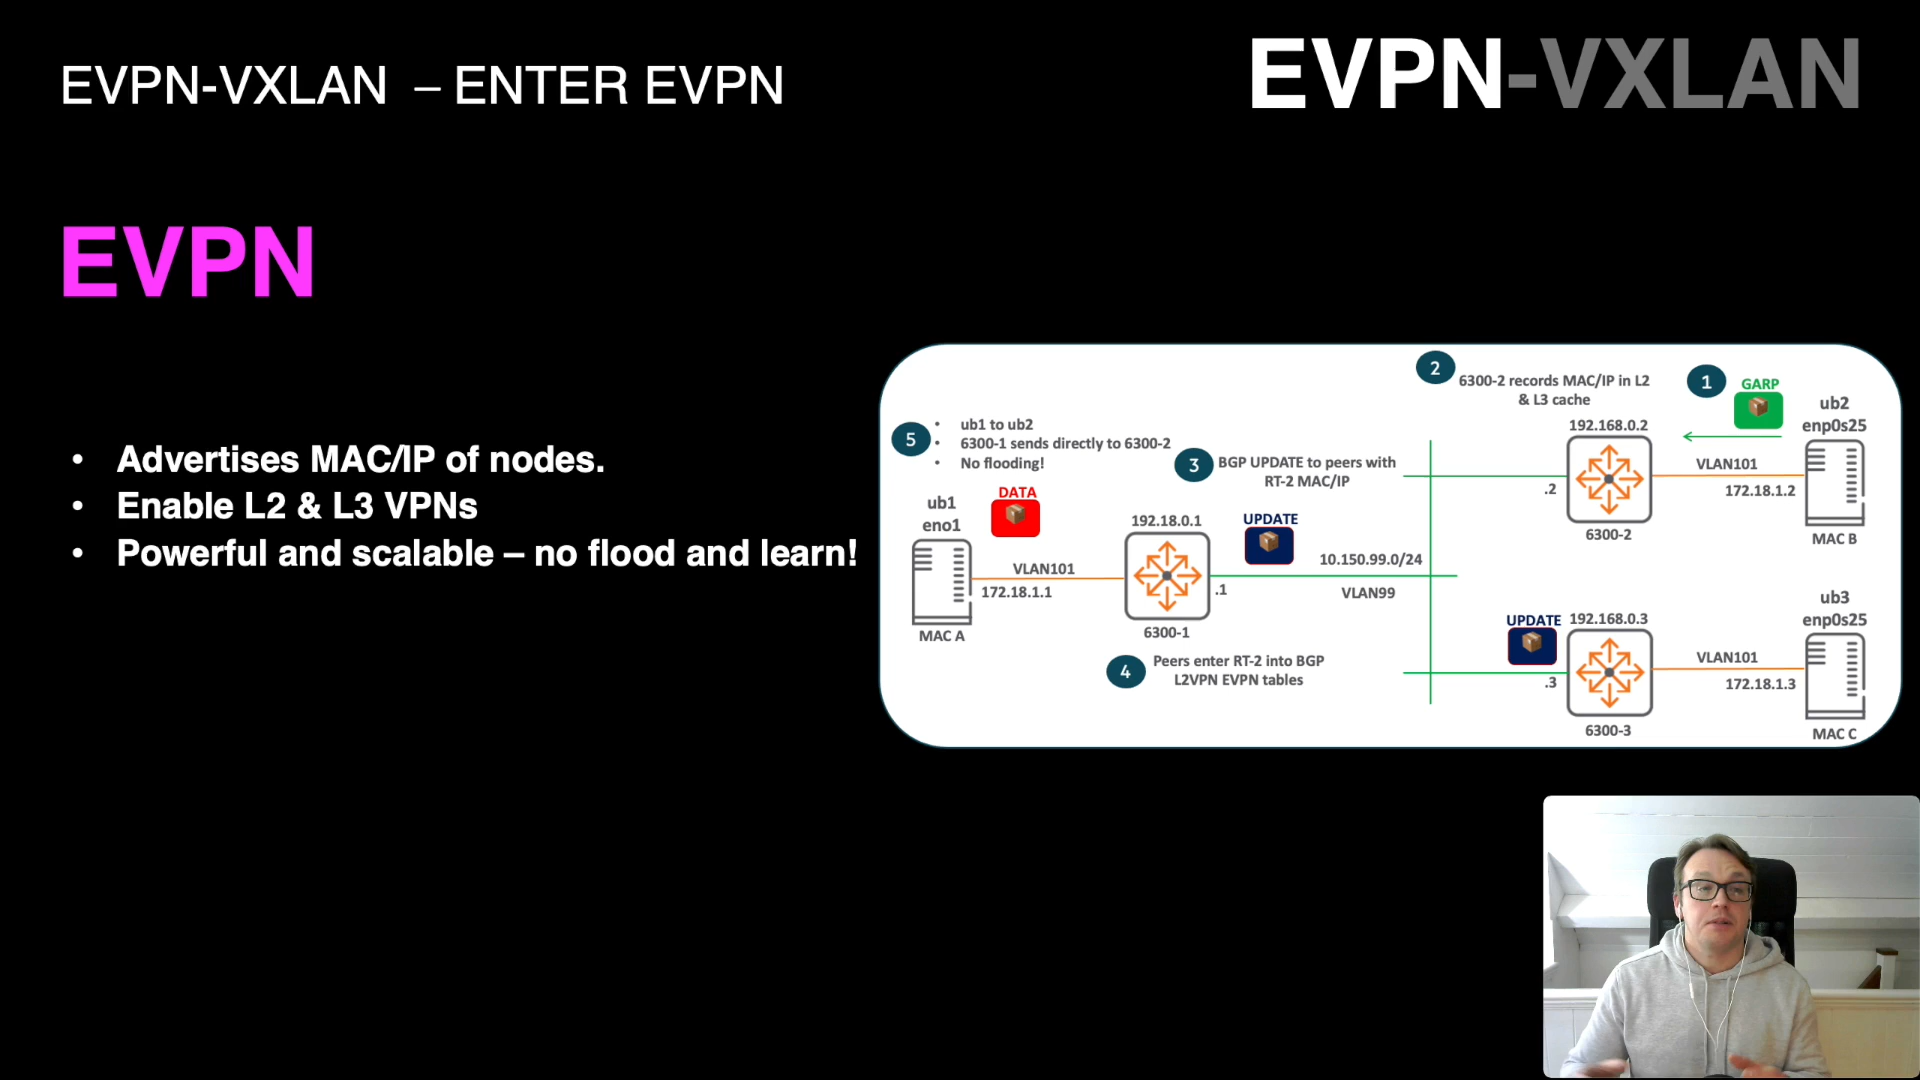 EVPN-VXLAN – ENTER EVPN
EVPN-VXLAN
EVPN
• Advertises MAC/IP of nodes.
• Enable L2 & L3 VPNs
• Powerful and scalable – no flood and learn!
5
• ub1 to ub2
• 6300-1 sends directly to 6300-2
• No flooding!
ub1
eno1
DATA
VLAN101
172.18.1.1
MAC A
192.18.0.1
.1
6300-1
3
BGP UPDATE to peers with
RT-2 MAC/IP
UPDATE
10.150.99.0/24
VLAN99
4
Peers enter RT-2 into BGP
L2VPN EVPN tables
2
6300-2 records MAC/IP in L2
& L3 cache
192.168.0.2
.2
6300-2
1
GARP
ub2
enp0s25
VLAN101
172.18.1.2
MAC B
UPDATE
192.168.0.3
.3
6300-3
ub3
enp0s25
VLAN101
172.18.1.3
MAC C